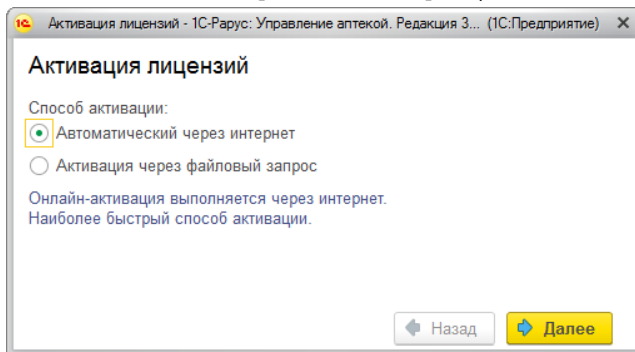 Активация лицензий - 1С-Рарус: Управление аптекой. Редакция 3... (1С:Предприятие)
Активация лицензий
Способ активации:
Автоматический через интернет
Активация через файловый запрос
Онлайн-активация выполняется через интернет.
Наиболее быстрый способ активации.
Назад
Далее